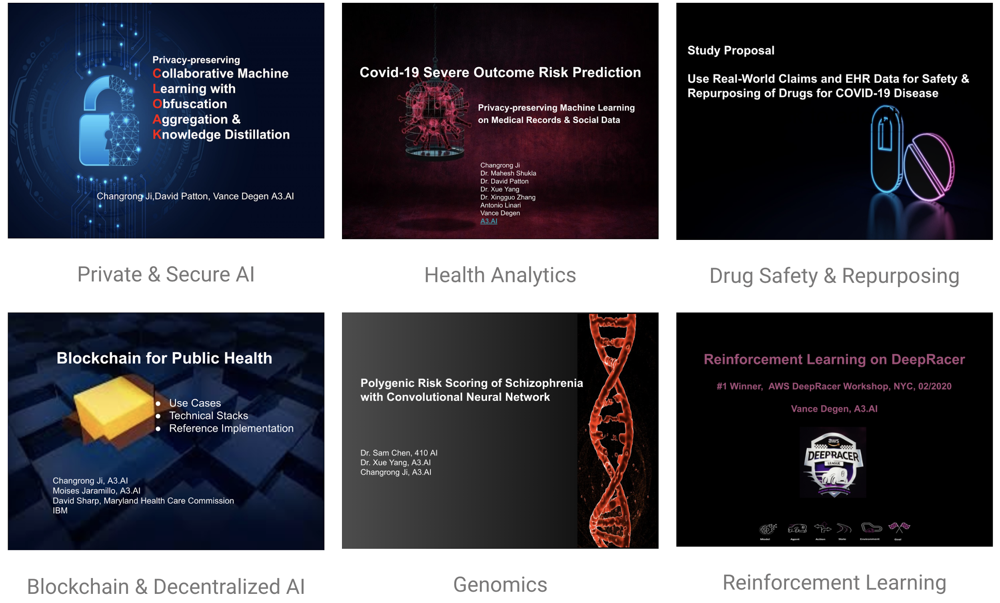 Privacy-preserving
Collaborative Machine
Learning with
Obfuscation
Aggregation &
Knowledge Distillation
Changrong Ji,David Patton, Vance Degen A3.AI
Private & Secure AI
Covid-19 Severe Outcome Risk Prediction
Privacy-preserving Machine Learning
on Medical Records & Social Data
Changrong Ji
Dr. Mahesh Shukla
Dr. David Patton
Dr. Xue Yang
Dr. Xingguo Zhang
Antonio Linari
Vance Degen
A3.AI
Health Analytics
Study Proposal
Use Real-World Claims and EHR Data for Safety &
Repurposing of Drugs for COVID-19 Disease
Drug Safety & Repurposing
Blockchain for Public Health
● Use Cases
● Technical Stacks
● Reference Implementation
Changrong Ji, A3.AI
Moises Jaramillo, A3.AI
David Sharp, Maryland Health Care Commission
IBM
Blockchain & Decentralized AI
Polygenic Risk Scoring of Schizophrenia
with Convolutional Neural Network
Dr. Sam Chen, 410 AI
Dr. Xue Yang, A3.AI
Changrong Ji, A3.AI
Genomics
Reinforcement Learning on DeepRacer
#1 Winner, AWS DeepRacer Workshop, NYC, 02/2020
Vance Degen, A3.AI
aws
DEEPRACER
LEAGUE
Model Agent Action State Environment Goal
Reinforcement Learning